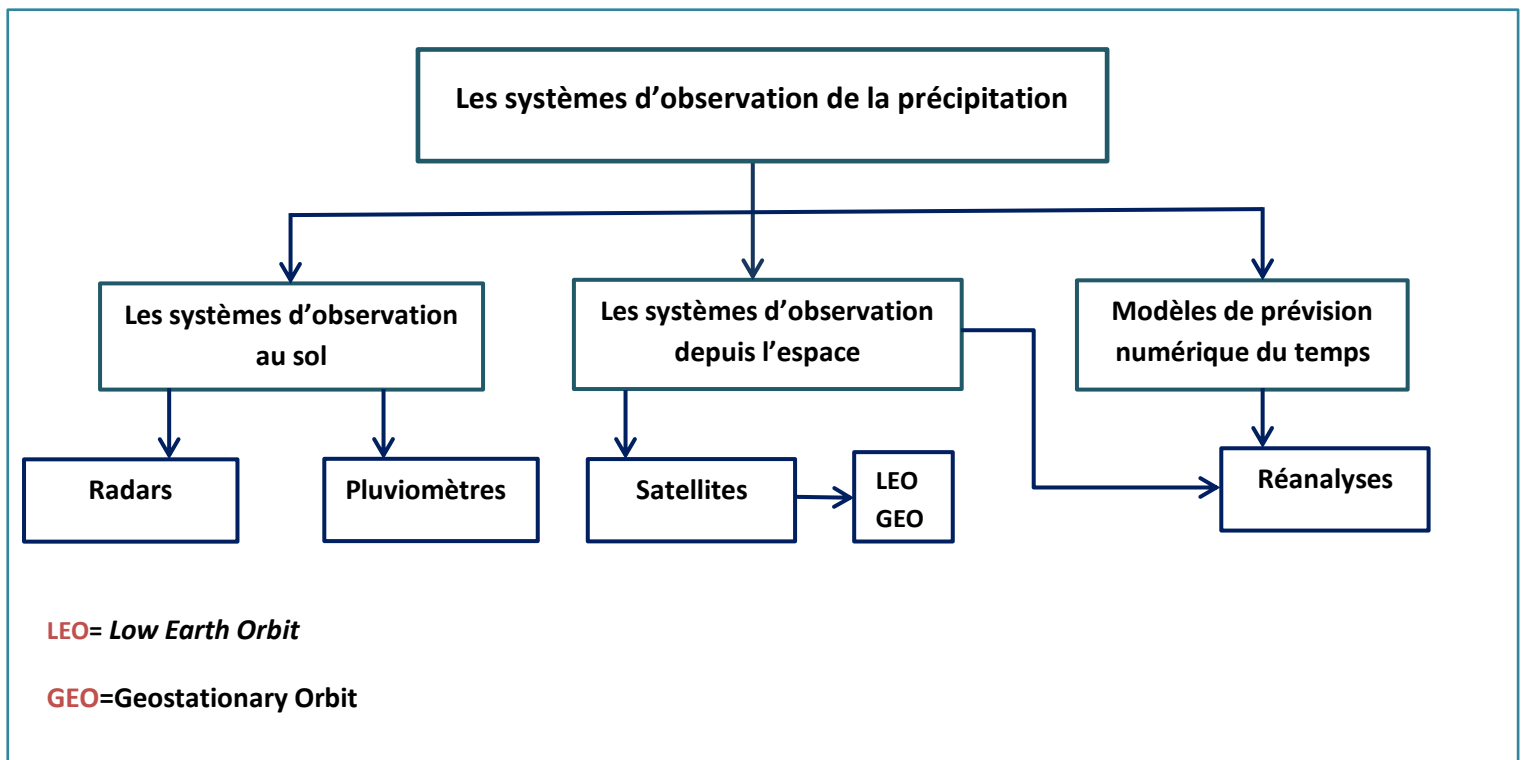 Les systèmes d’observation de la précipitation
Les systèmes d’observation
au sol
Les systèmes d’observation
depuis l’espace
Modèles de prévision
numérique du temps
Radars
Pluviomètres
Satellites
LEO
GEO
Réanalyses
LEO= Low Earth Orbit
GEO=Geostationary Orbit